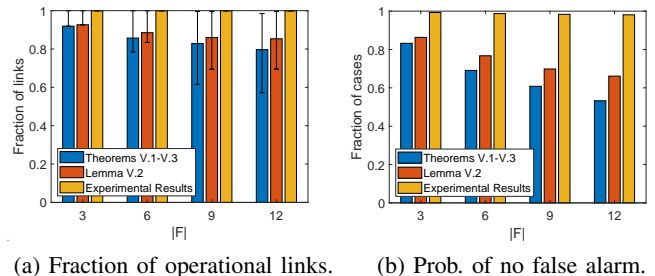 1
0.8
0.6
0.4
0.2
0
Fraction of links
Theorems V.1-V.3
Lemma V.2
Experimental Results
3 6 9 12
|F|
(a) Fraction of operational links.
1
0.8
0.6
0.4
0.2
0
Fraction of cases
Theorems V.1-V.3
Lemma V.2
Experimental Results
3 6 9 12
|F|
(b) Prob. of no false alarm.